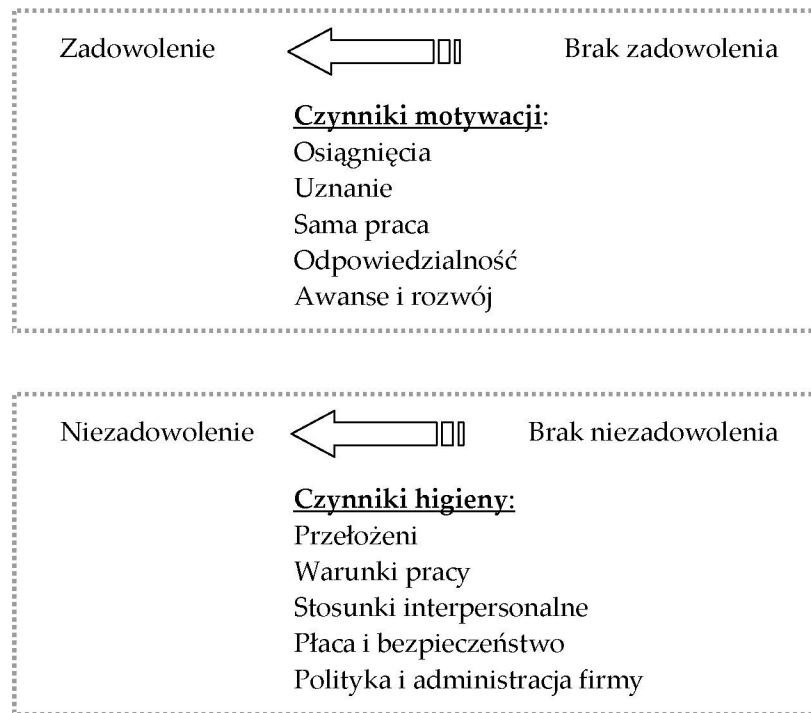 Zadowolenie Brak zadowolenia
Czynniki motywacji:
Osiągnięcia
Uznanie
Sama praca
Odpowiedzialność
Awanse i rozwój
Niezadowolenie Brak niezadowolenia
Czynniki higieny:
Przełożeni
Warunki pracy
Stosunki interpersonalne
Płaca i bezpieczeństwo
Polityka i administracja firmy